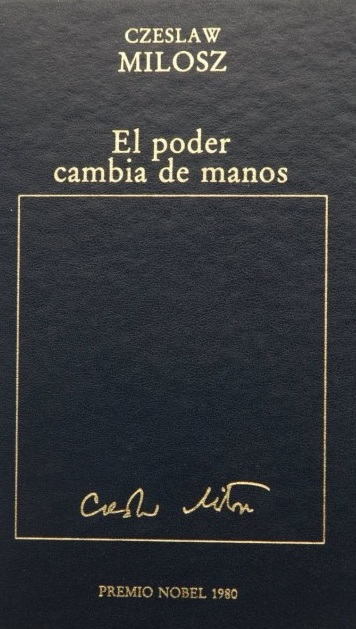 CZESLAW
MILOSZ
El poder
cambia de manos
PREMIO NOBEL 1980